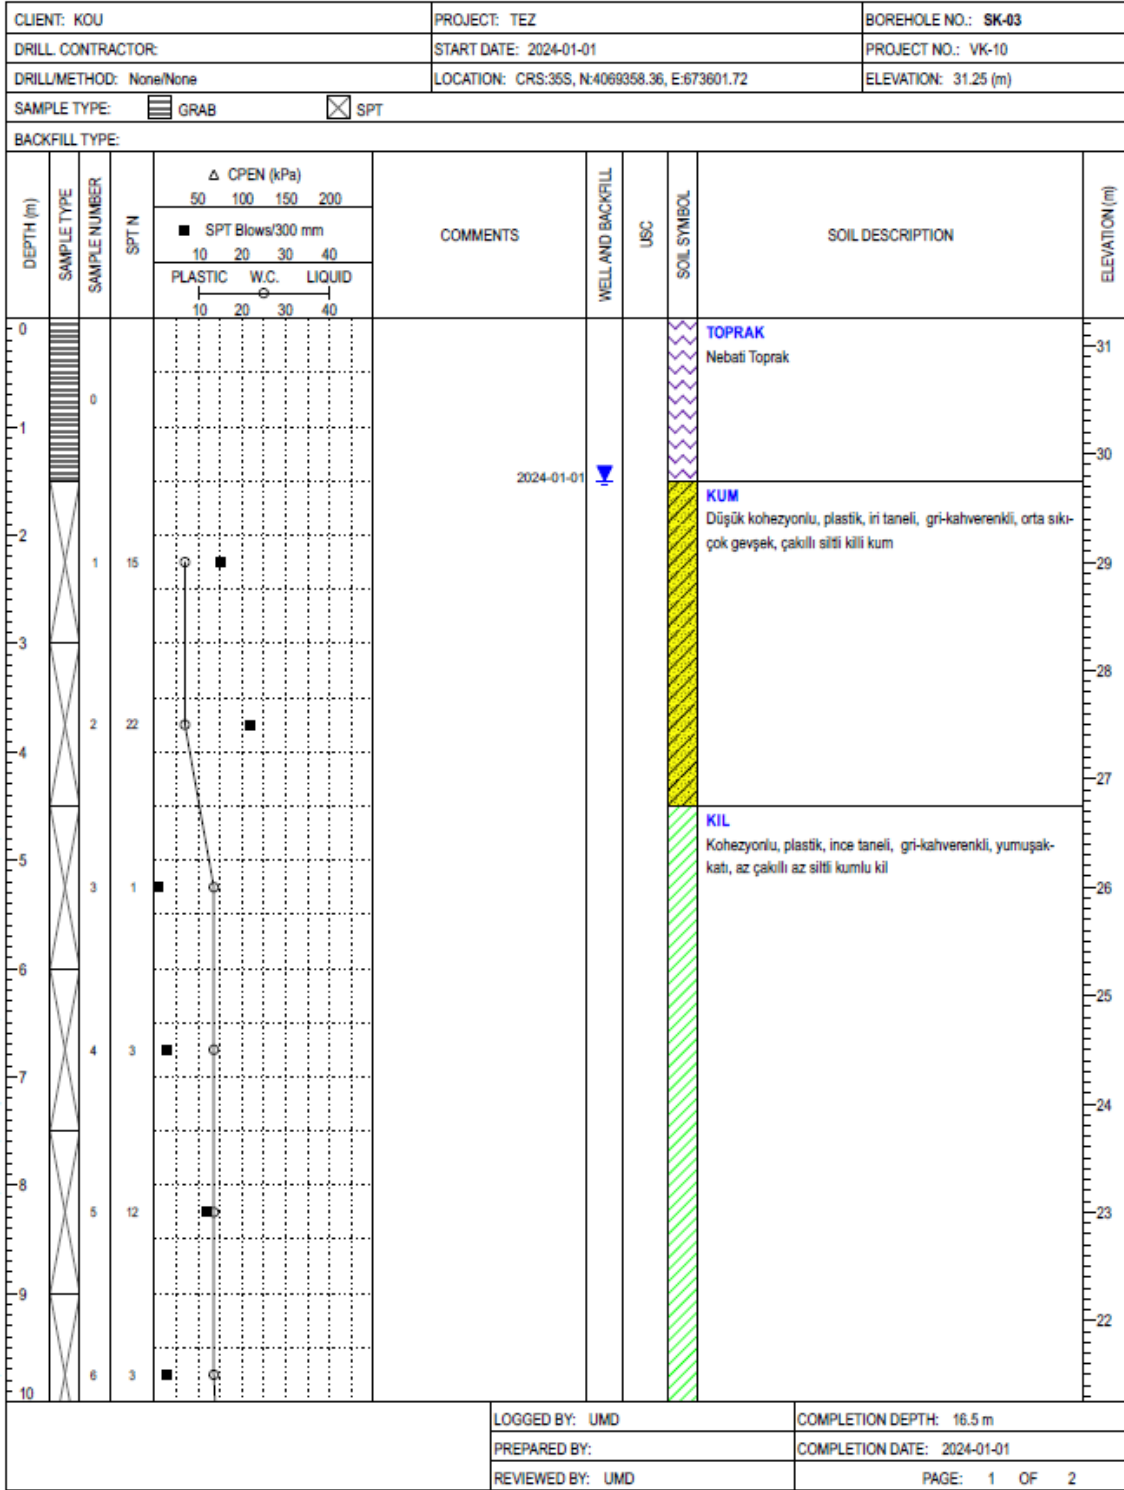 CLIENT: KOU
PROJECT: TEZ
BOREHOLE NO.: SK-03
DRILL. CONTRACTOR:
START DATE: 2024-01-01
PROJECT NO.: VK-10
DRILL/METHOD: None/None
LOCATION: CRS:35S, N:4069358.36, E:673601.72
ELEVATION: 31.25 (m)
SAMPLE TYPE: GRAB SPT
BACKFILL TYPE:
DEPTH (m)
SAMPLE TYPE
SAMPLE NUMBER
SPT N
CPEN (kPa)
50 100 150 200
SPT Blows/300 mm
10 20 30 40
PLASTIC W.C. LIQUID
10 20 30 40
COMMENTS
WELL AND BACKFILL
USC
SOIL SYMBOL
SOIL DESCRIPTION
ELEVATION (m)
0
TOPRAK
31
Nebati Toprak
0
1
30
2024-01-01
KUM
Düşük kohezyonlu, plastik, iri taneli, gri-kahverenkli, orta sıkı-
çok gevşek, çakıllı siltli killi kum
2
1 15
29
3
28
2 22
4
27
KIL
Kohezyonlu, plastik, ince taneli, gri-kahverenkli, yumuşak-
katı, az çakıllı az siltli kumlu kil
5
3 1
26
6
25
4 3
7
24
8
5 12
23
9
22
6 3
10
LOGGED BY: UMD
COMPLETION DEPTH: 16.5 m
PREPARED BY:
COMPLETION DATE: 2024-01-01
REVIEWED BY: UMD
PAGE: 1 OF 2